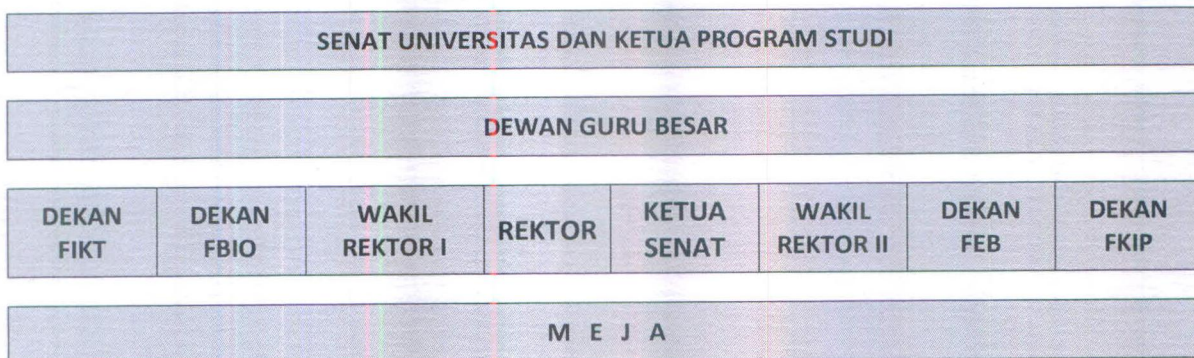 SENAT UNIVERSITAS DAN KETUA PROGRAM STUDI
DEWAN GURU BESAR
DEKAN FIKT
DEKAN FBIO
WAKIL REKTOR I
REKTOR
KETUA SENAT
WAKIL REKTOR II
DEKAN FEB
DEKAN FKIP
M E J A